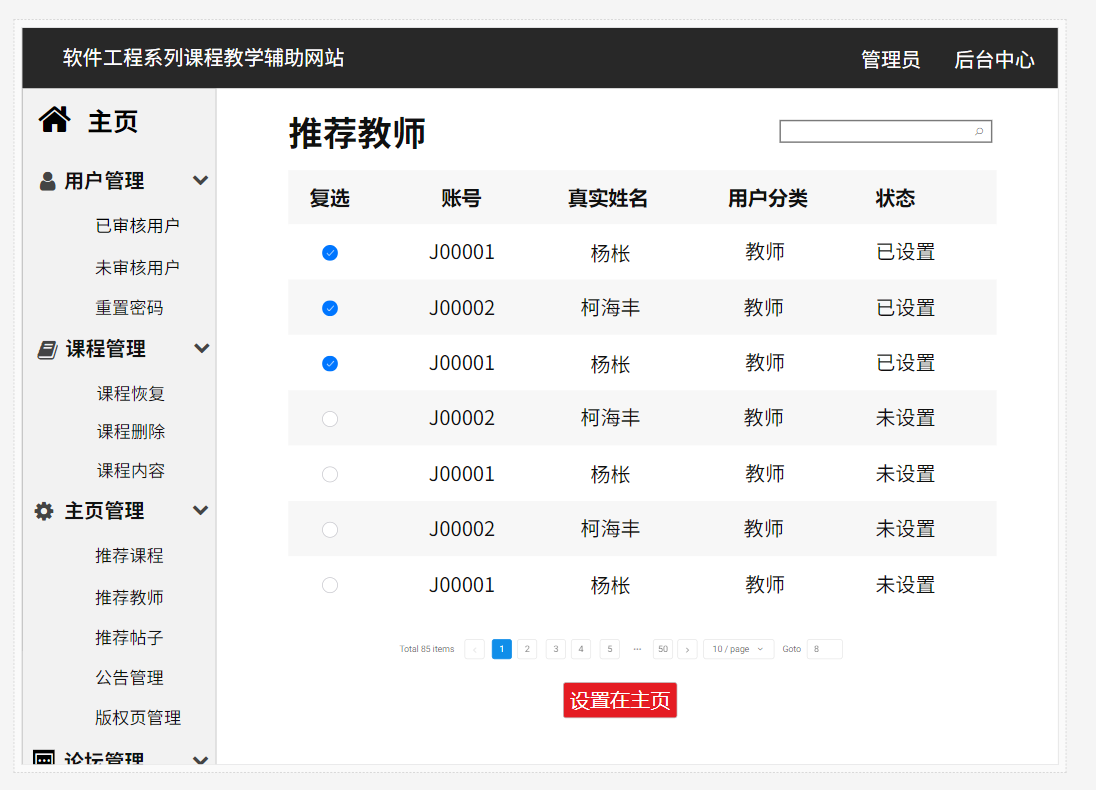 软件工程系列课程教学辅助网站 管理员 后台中心
主页
用户管理
已审核用户
未审核用户
重置密码
课程管理
课程恢复
课程删除
课程内容
主页管理
推荐课程
推荐教师
推荐帖子
公告管理
版权页管理
论坛管理
推荐教师
复选 账号 真实姓名 用户分类 状态
J00001 杨枨 教师 已设置
J00002 柯海丰 教师 已设置
J00001 杨枨 教师 已设置
J00002 柯海丰 教师 未设置
J00001 杨枨 教师 未设置
J00002 柯海丰 教师 未设置
J00001 杨枨 教师 未设置
Total 85 items < 1 2 3 4 5 ··· 50 > 10 / page Goto 8
设置在主页